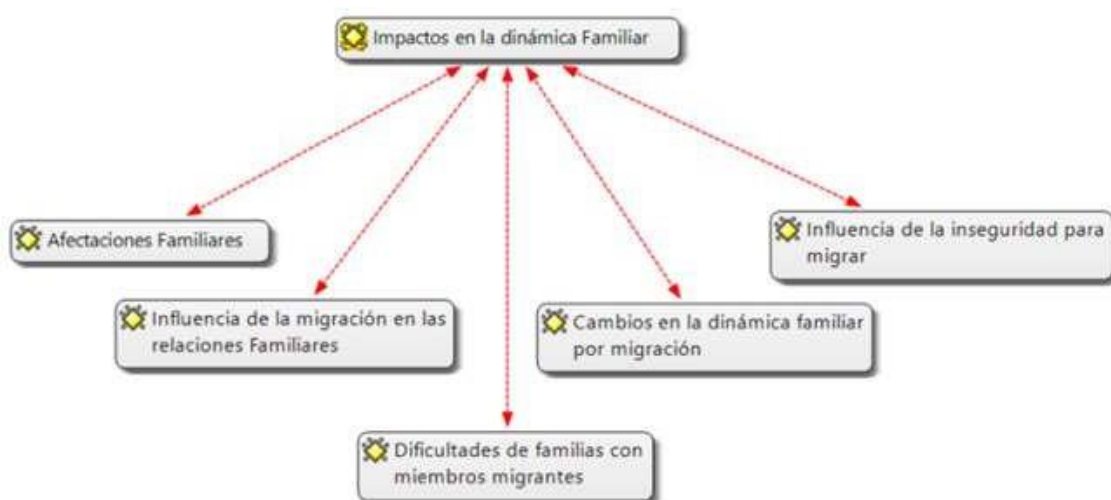 Impactos en la dinámica Familiar
Afectaciones Familiares
Influencia de la inseguridad para
migrar
Influencia de la migración en las
relaciones Familiares
Cambios en la dinámica familiar
por migración
Dificultades de familias con
miembros migrantes